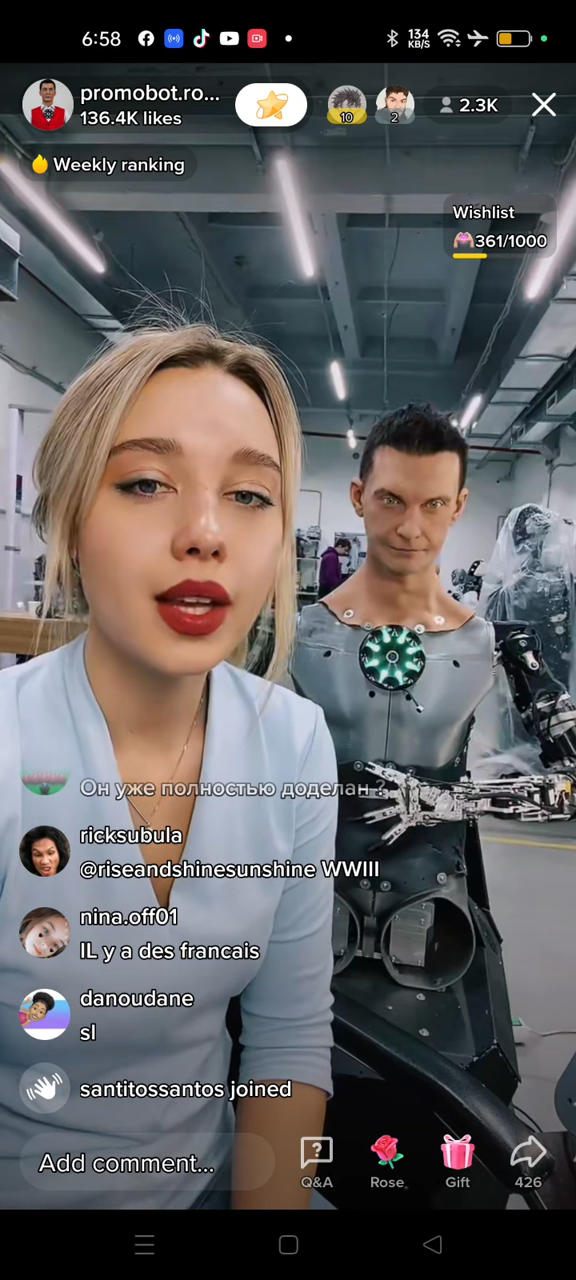 6:58
134
KB/S
promobot.ro...
136.4K likes
10
2
2.3K
Weekly ranking
Wishlist
361/1000
Он уже полностью доделан ?
ricksubula
@riseandshinesunshine WWIII
nina.off01
IL y a des francais
danoudane
sl
santitossantos joined
Add comment...
Q&A
Rose
Gift
426